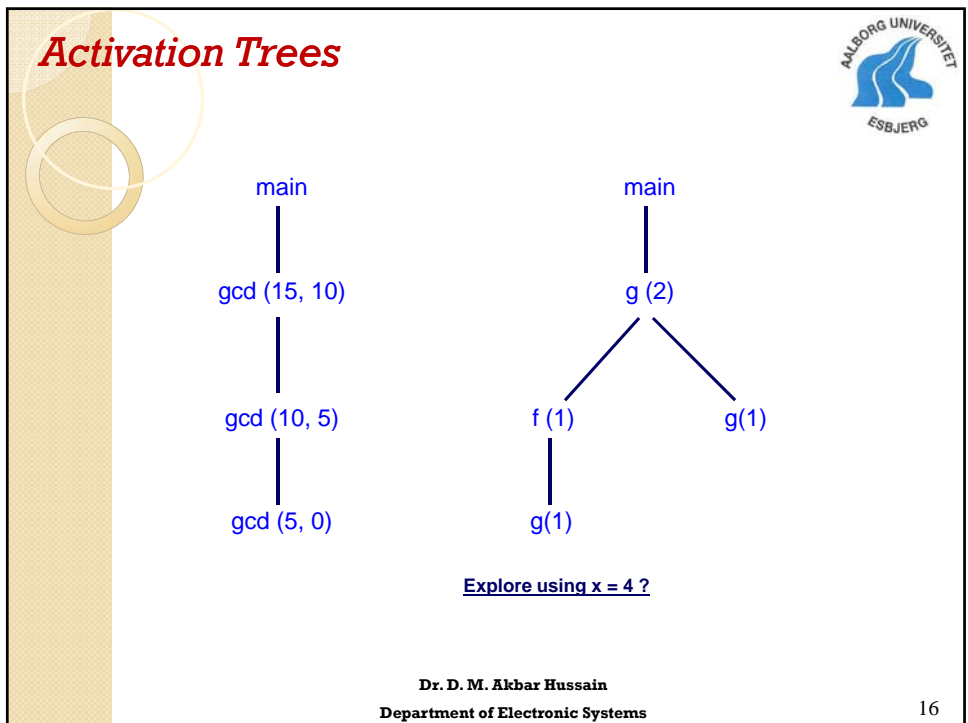 Activation Trees
AALBORG UNIVERSITET
ESBJERG
main
main
gcd (15, 10)
g (2)
gcd (10, 5)
f (1)
g(1)
gcd (5, 0)
g(1)
Explore using x = 4 ?
Dr. D. M. Akbar Hussain
Department of Electronic Systems
16